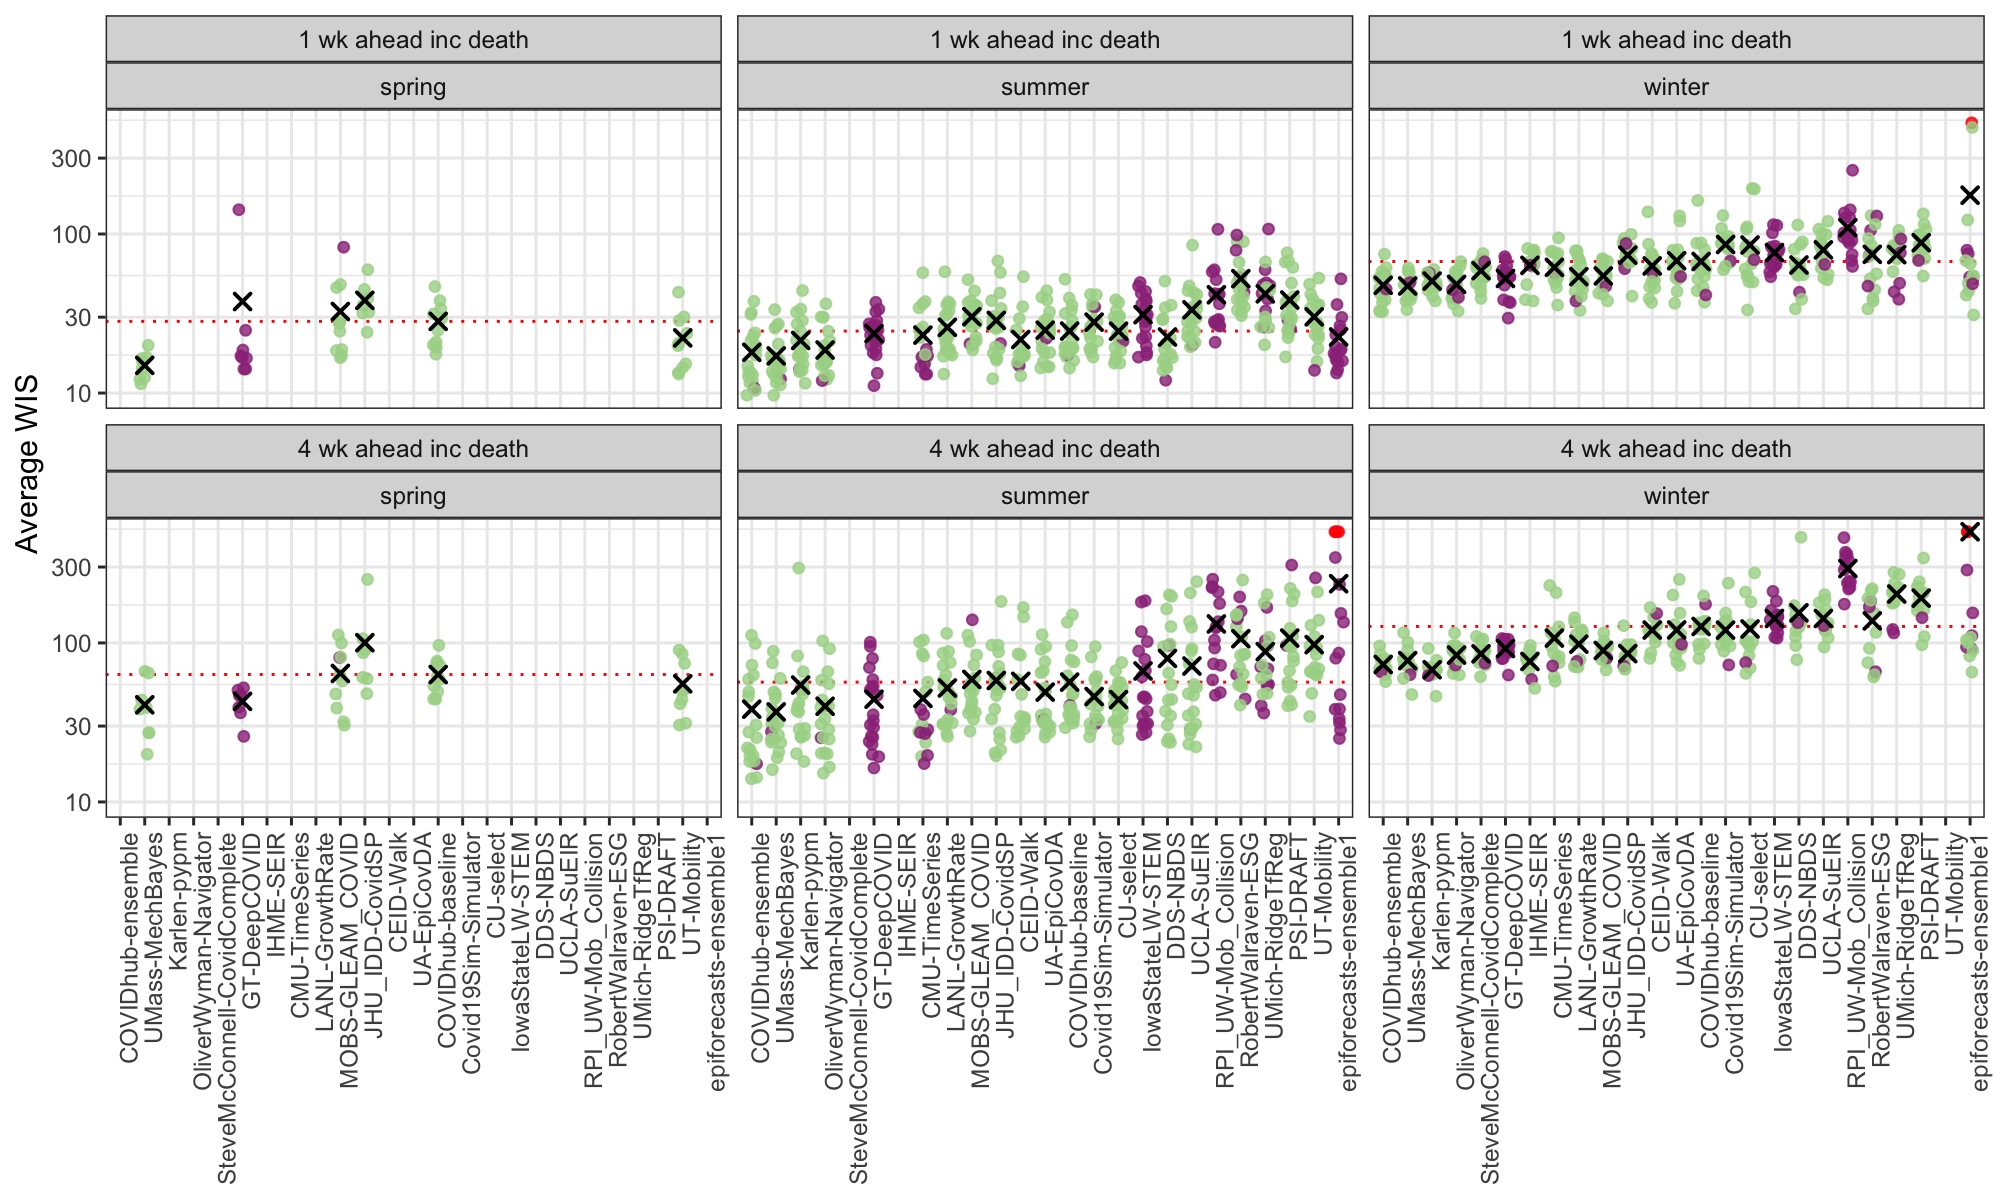 1 wk ahead inc death
1 wk ahead inc death
1 wk ahead inc death
spring
summer
winter
300
100
30
10
Average WIS
4 wk ahead inc death
4 wk ahead inc death
4 wk ahead inc death
spring
summer
winter
300
100
30
10
COVIDhub-ensemble
UMass-MechBayes
Karlen-pypm
OliverWyman-Navigator
SteveMcConnell-CovidComplete
GT-DeepCOVID
IHME-SEIR
CMU-TimeSeries
LANL-GrowthRate
MOBS-GLEAM_COVID
JHU_IDD-CovidSP
CEID-Walk
UA-EpiCovDA
COVIDhub-baseline
Covid19Sim-Simulator
CU-select
IowaStateLW-STEM
DDS-NBDS
UCLA-SuEIR
RPI_UW-Mob_Collision
RobertWalraven-ESG
UMich-RidgeTfReg
PSI-DRAFT
UT-Mobility
epiforecasts-ensemble1
COVIDhub-ensemble
UMass-MechBayes
Karlen-pypm
OliverWyman-Navigator
SteveMcConnell-CovidComplete
GT-DeepCOVID
IHME-SEIR
CMU-TimeSeries
LANL-GrowthRate
MOBS-GLEAM_COVID
JHU_IDD-CovidSP
CEID-Walk
UA-EpiCovDA
COVIDhub-baseline
Covid19Sim-Simulator
CU-select
IowaStateLW-STEM
DDS-NBDS
UCLA-SuEIR
RPI_UW-Mob_Collision
RobertWalraven-ESG
UMich-RidgeTfReg
PSI-DRAFT
UT-Mobility
epiforecasts-ensemble1
COVIDhub-ensemble
UMass-MechBayes
Karlen-pypm
OliverWyman-Navigator
SteveMcConnell-CovidComplete
GT-DeepCOVID
IHME-SEIR
CMU-TimeSeries
LANL-GrowthRate
MOBS-GLEAM_COVID
JHU_IDD-CovidSP
CEID-Walk
UA-EpiCovDA
COVIDhub-baseline
Covid19Sim-Simulator
CU-select
IowaStateLW-STEM
DDS-NBDS
UCLA-SuEIR
RPI_UW-Mob_Collision
RobertWalraven-ESG
UMich-RidgeTfReg
PSI-DRAFT
UT-Mobility
epiforecasts-ensemble1